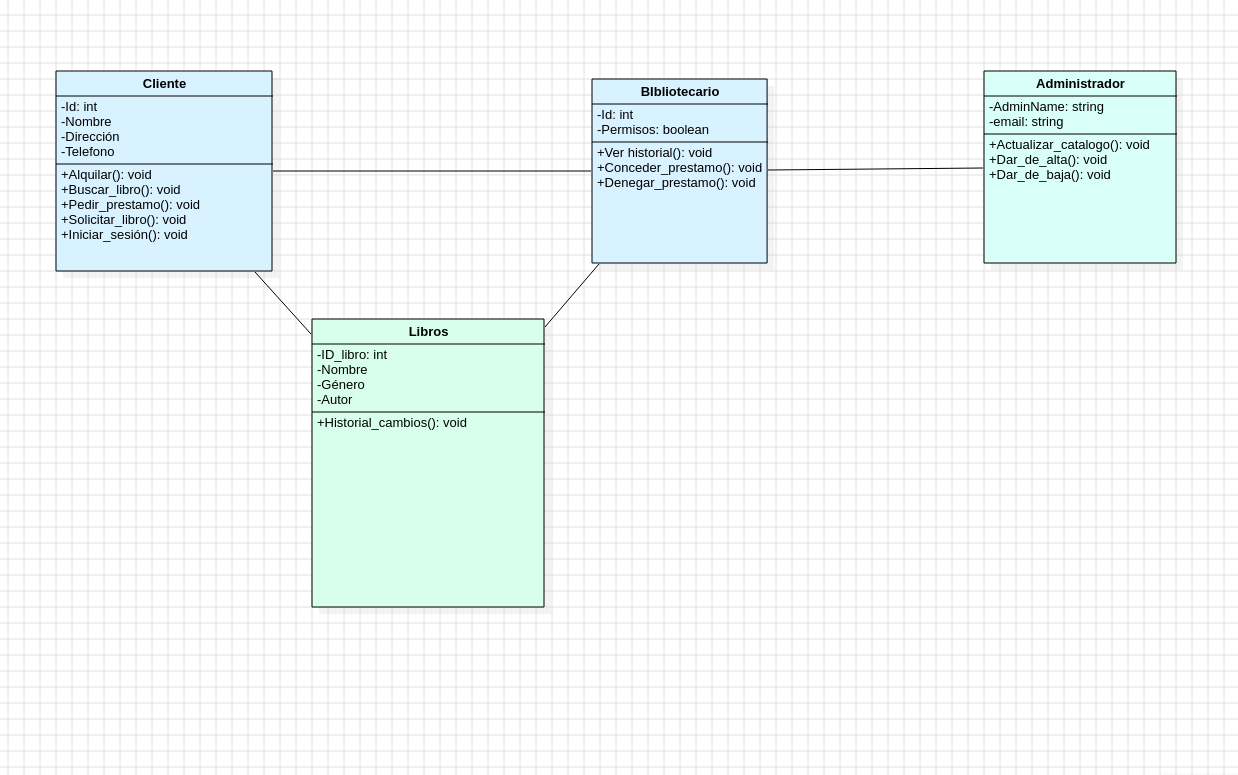 Cliente
-Id: int
-Nombre
-Dirección
-Telefono
+Alquilar(): void
+Buscar_libro(): void
+Pedir_prestamo(): void
+Solicitar_libro(): void
+Iniciar_sesión(): void
BIbliotecario
-Id: int
-Permisos: boolean
+Ver historial(): void
+Conceder_prestamo(): void
+Denegar_prestamo(): void
Administrador
-AdminName: string
-email: string
+Actualizar_catalogo(): void
+Dar_de_alta(): void
+Dar_de_baja(): void
Libros
-ID_libro: int
-Nombre
-Género
-Autor
+Historial_cambios(): void